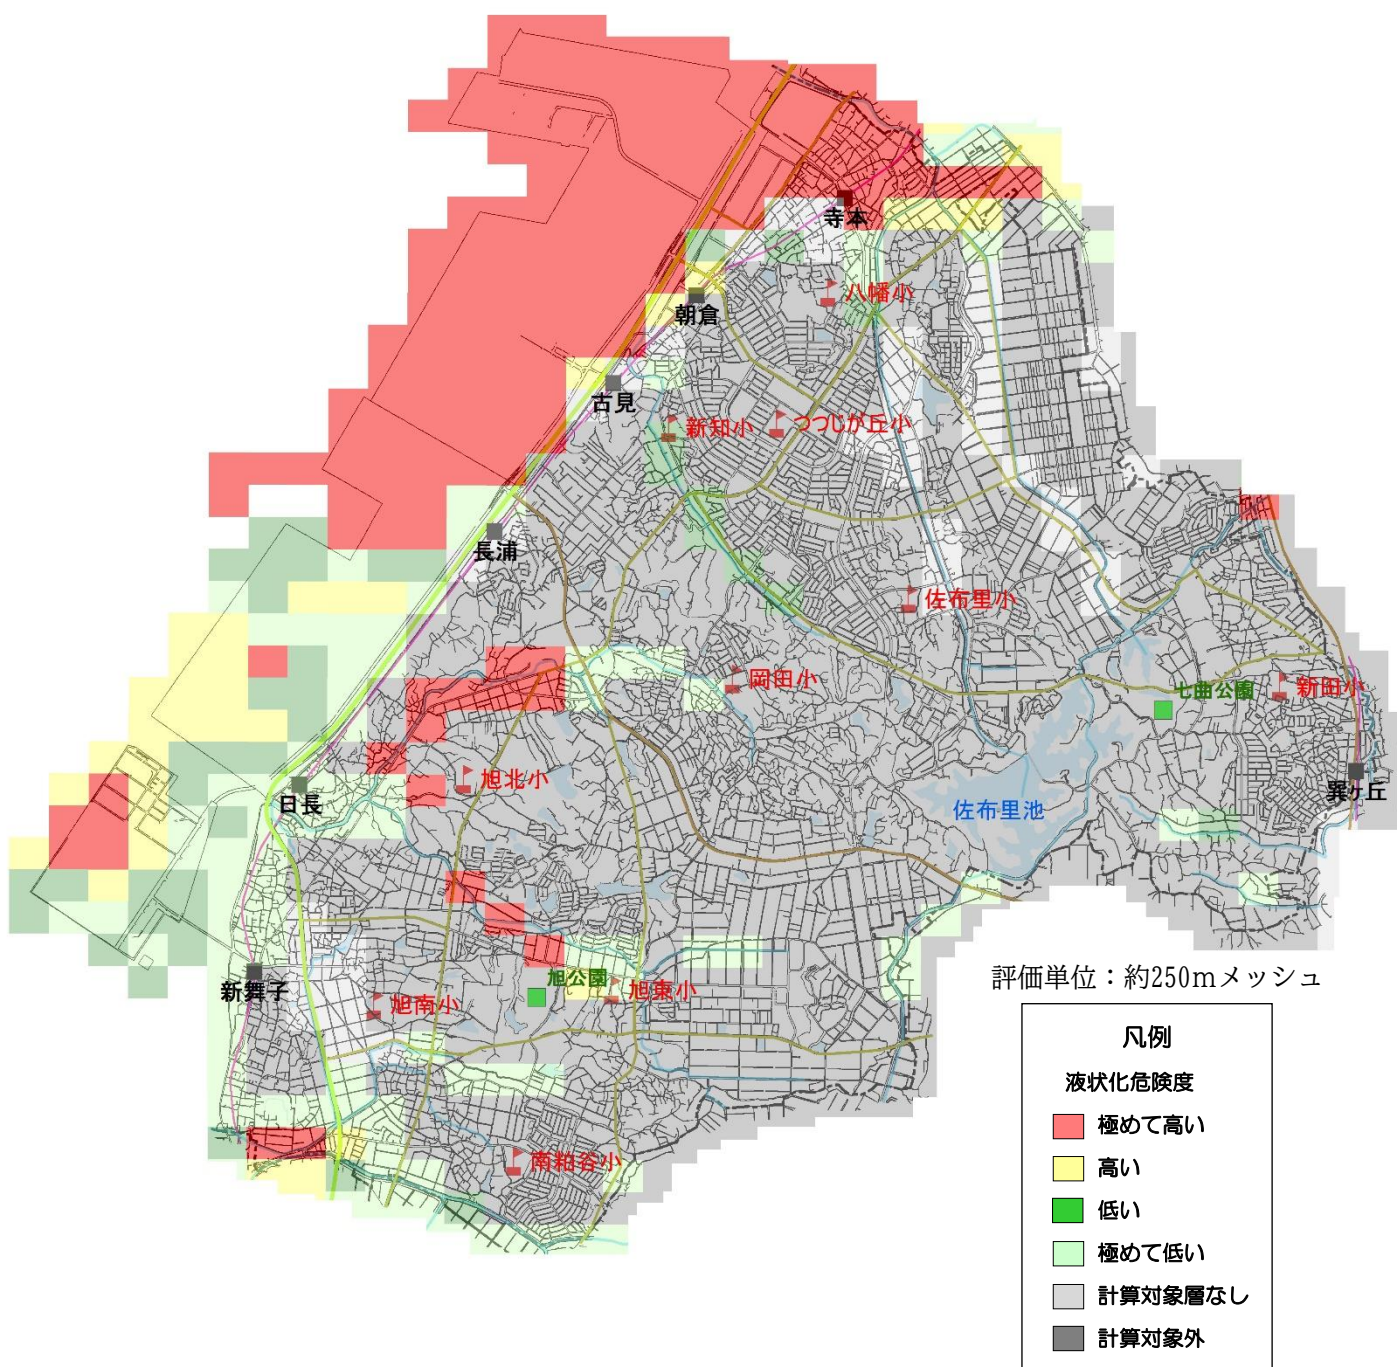 寺本
八幡小
朝倉
古見
新知小
つつじが丘小
長浦
佐布里小
岡田小
七曲公園
新田小
旭北小
日長
佐布里池
巽ヶ丘
新舞子
旭公園
旭南小
旭東小
南粕谷小
評価単位：約250mメッシュ
凡例
液状化危険度
極めて高い
高い
低い
極めて低い
計算対象層なし
計算対象外